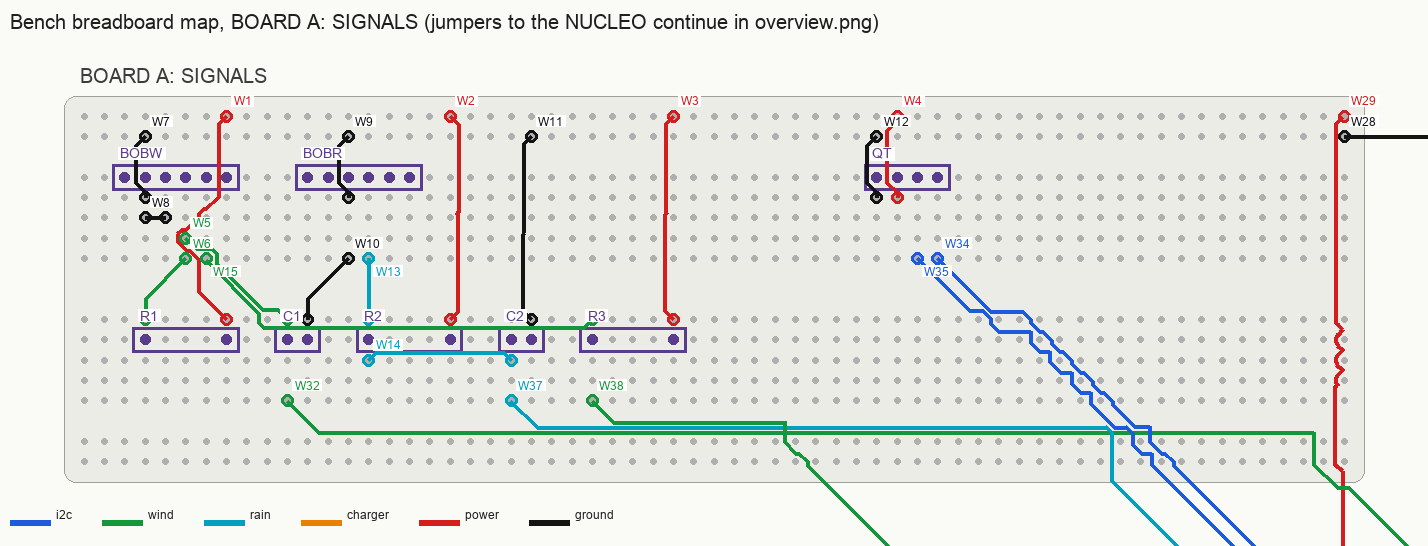 Bench breadboard map, BOARD A: SIGNALS (jumpers to the NUCLEO continue in overview.png)
BOARD A: SIGNALS
W1 W2 W3 W4 W29
W7 W9 W11 W12 W28
BOBW BOBR QT
W8
W5
W6 W10 W34
W15 W13 W35
R1 C1 R2 C2 R3
W14
W32 W37 W38
i2c wind rain charger power ground